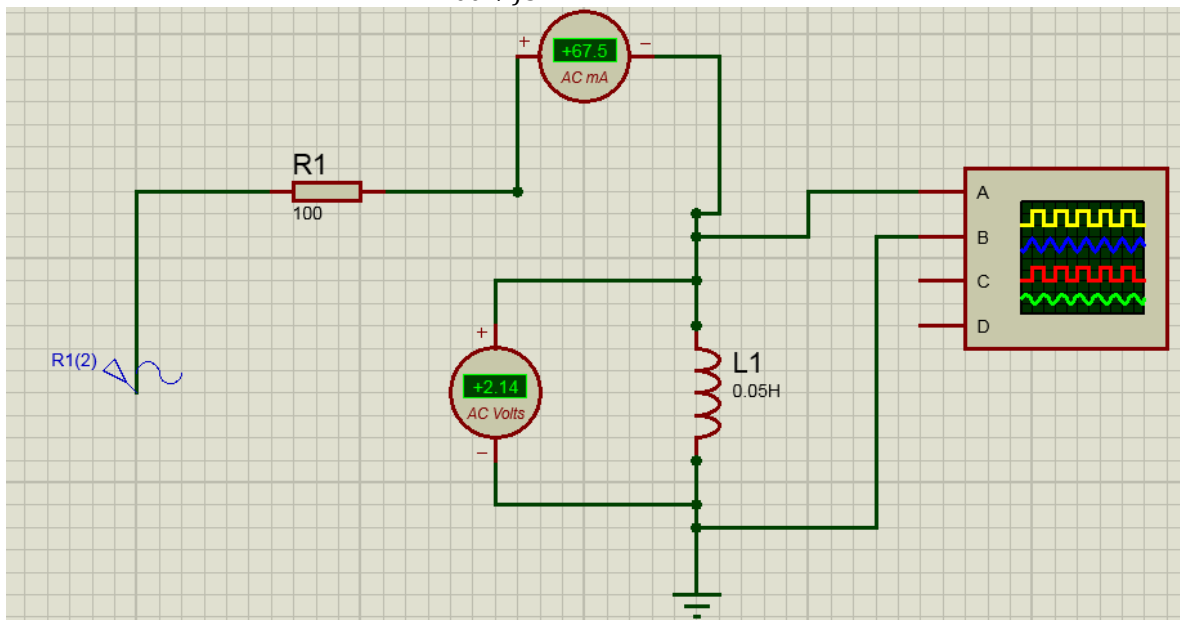 +67.5
AC mA
+
−
R1
100
A
B
C
D
R1(2)
+
+2.14
AC Volts
−
L1
0.05H